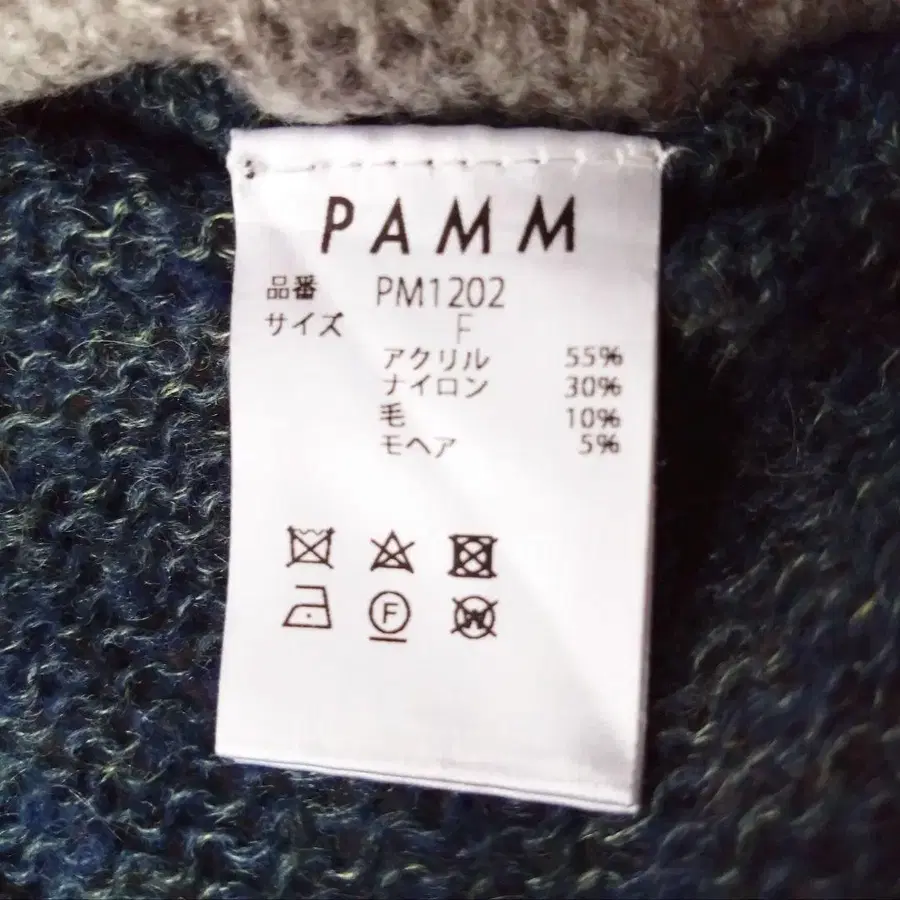 PAMM
品番 PM1202
サイズ F
アクリル 55%
ナイロン 30%
毛 10%
モヘア 5%
F W